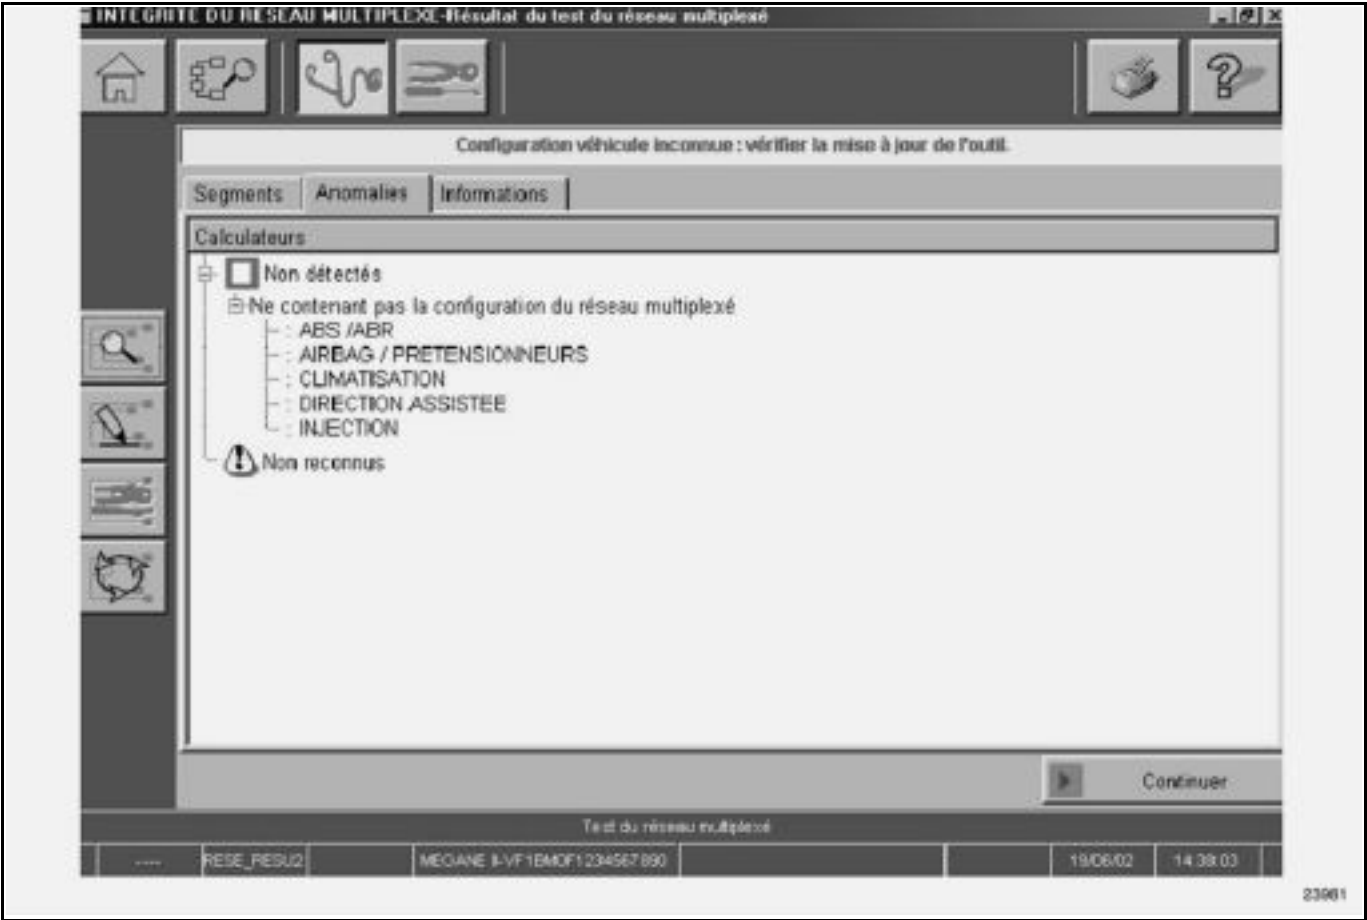 INTEGRITE DU RESEAU MULTIPLEXE-Résultat du test du réseau multiplexé
Configuration véhicule inconnue : vérifier la mise à jour de l'outil.
Segments
Anomalies
Informations
Calculateurs
Non détectés
Ne contenant pas la configuration du réseau multiplexé
: ABS /ABR
: AIRBAG / PRETENSIONNEURS
: CLIMATISATION
: DIRECTION ASSISTEE
: INJECTION
Non reconnus
Continuer
Test du réseau multiplexé
----
RESE_RESU2
MEGANE II-VF1BM0F1234567890
19/06/02
14:39:03
23961